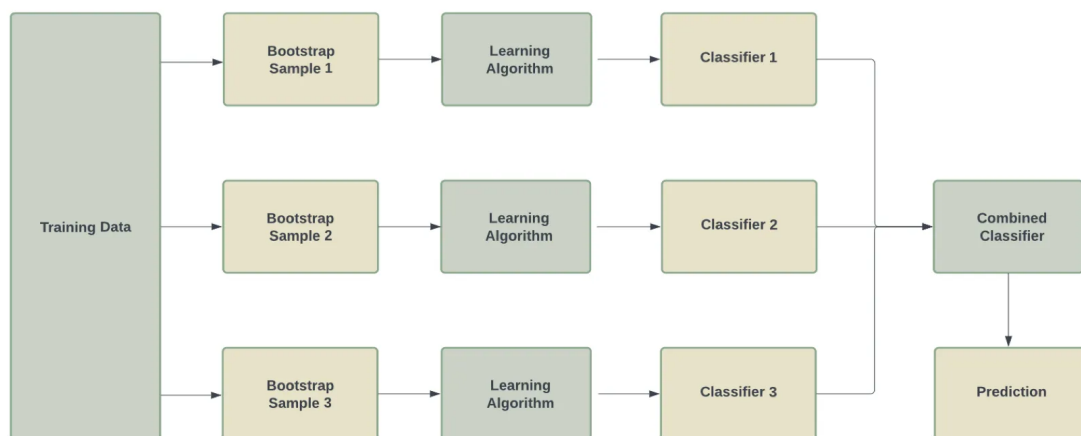 Bootstrap
Sample 1
Learning
Algorithm
Classifier 1
Training Data
Bootstrap
Sample 2
Learning
Algorithm
Classifier 2
Combined
Classifier
Bootstrap
Sample 3
Learning
Algorithm
Classifier 3
Prediction